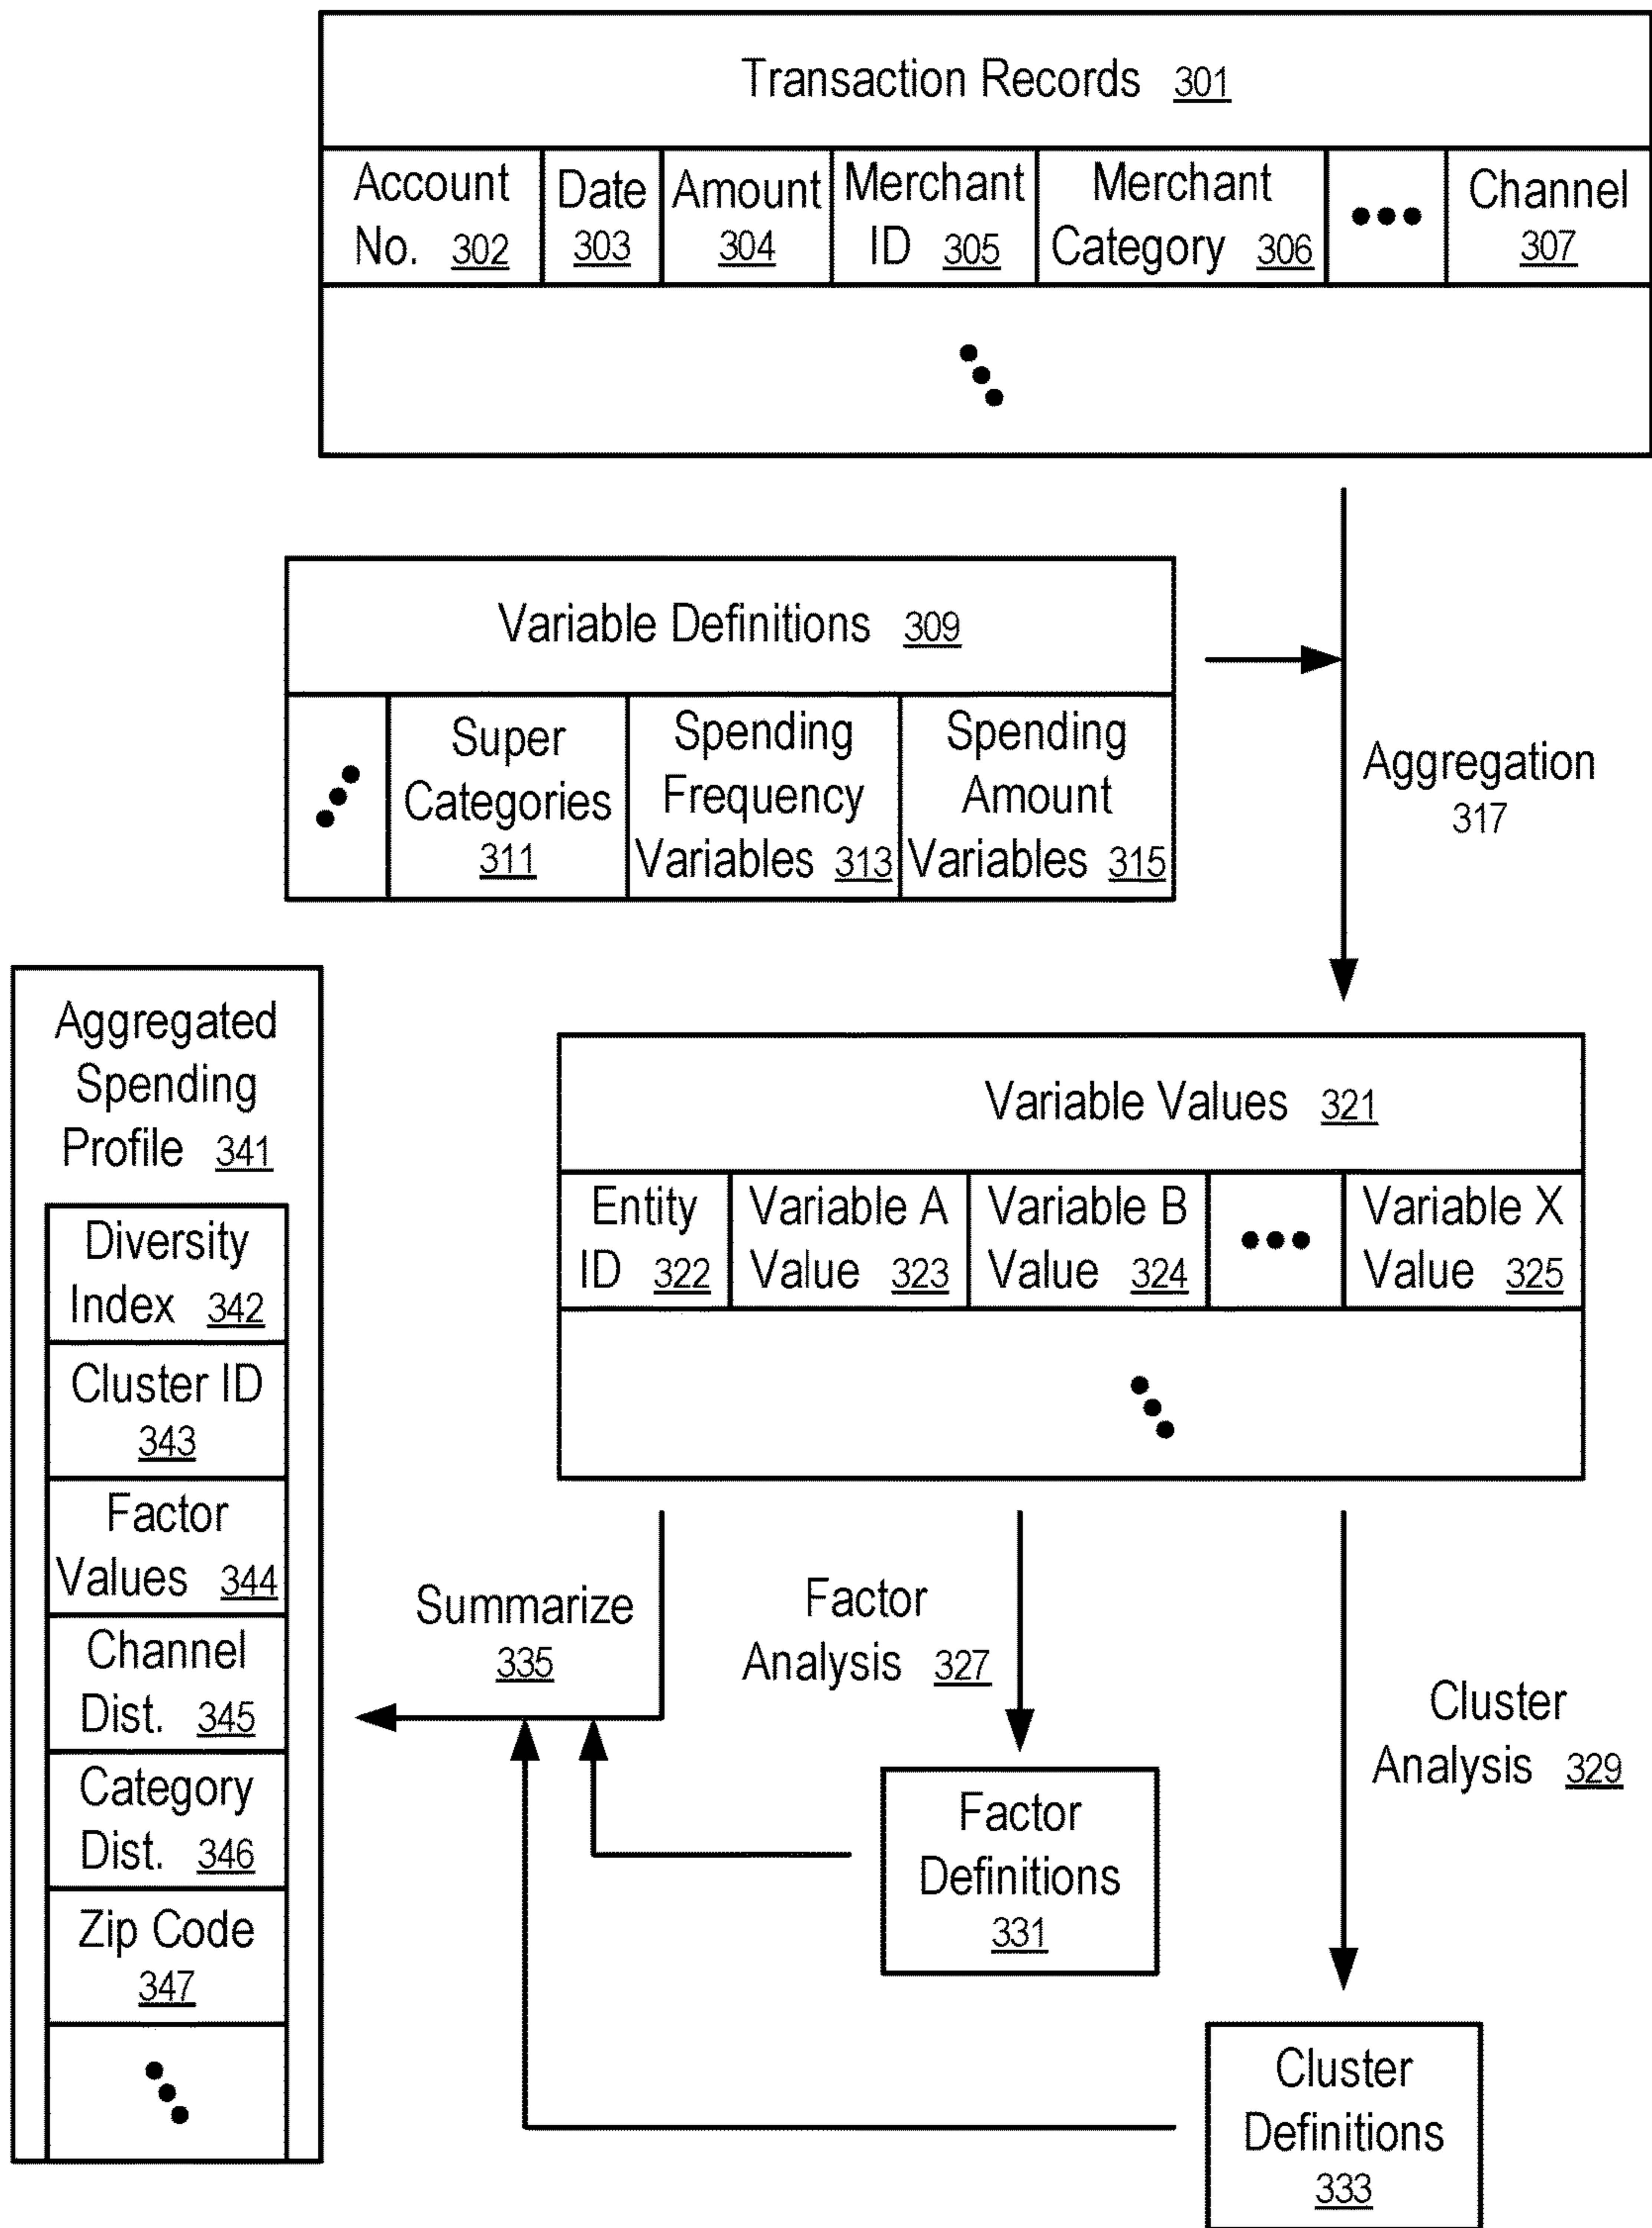 Transaction Records 301
Account
No. 302
Date
303
Amount
304
Merchant
ID 305
Merchant
Category 306
Channel
307
Variable Definitions 309
Super
Categories
311
Spending
Frequency
Variables 313
Spending
Amount
Variables 315
Aggregation
317
Aggregated
Spending
Profile 341
Diversity
Index 342
Cluster ID
343
Factor
Values 344
Channel
Dist. 345
Category
Dist. 346
Zip Code
347
Variable Values 321
Entity
ID 322
Variable A
Value 323
Variable B
Value 324
Variable X
Value 325
Summarize
335
Factor
Analysis 327
Cluster
Analysis 329
Factor
Definitions
331
Cluster
Definitions
333